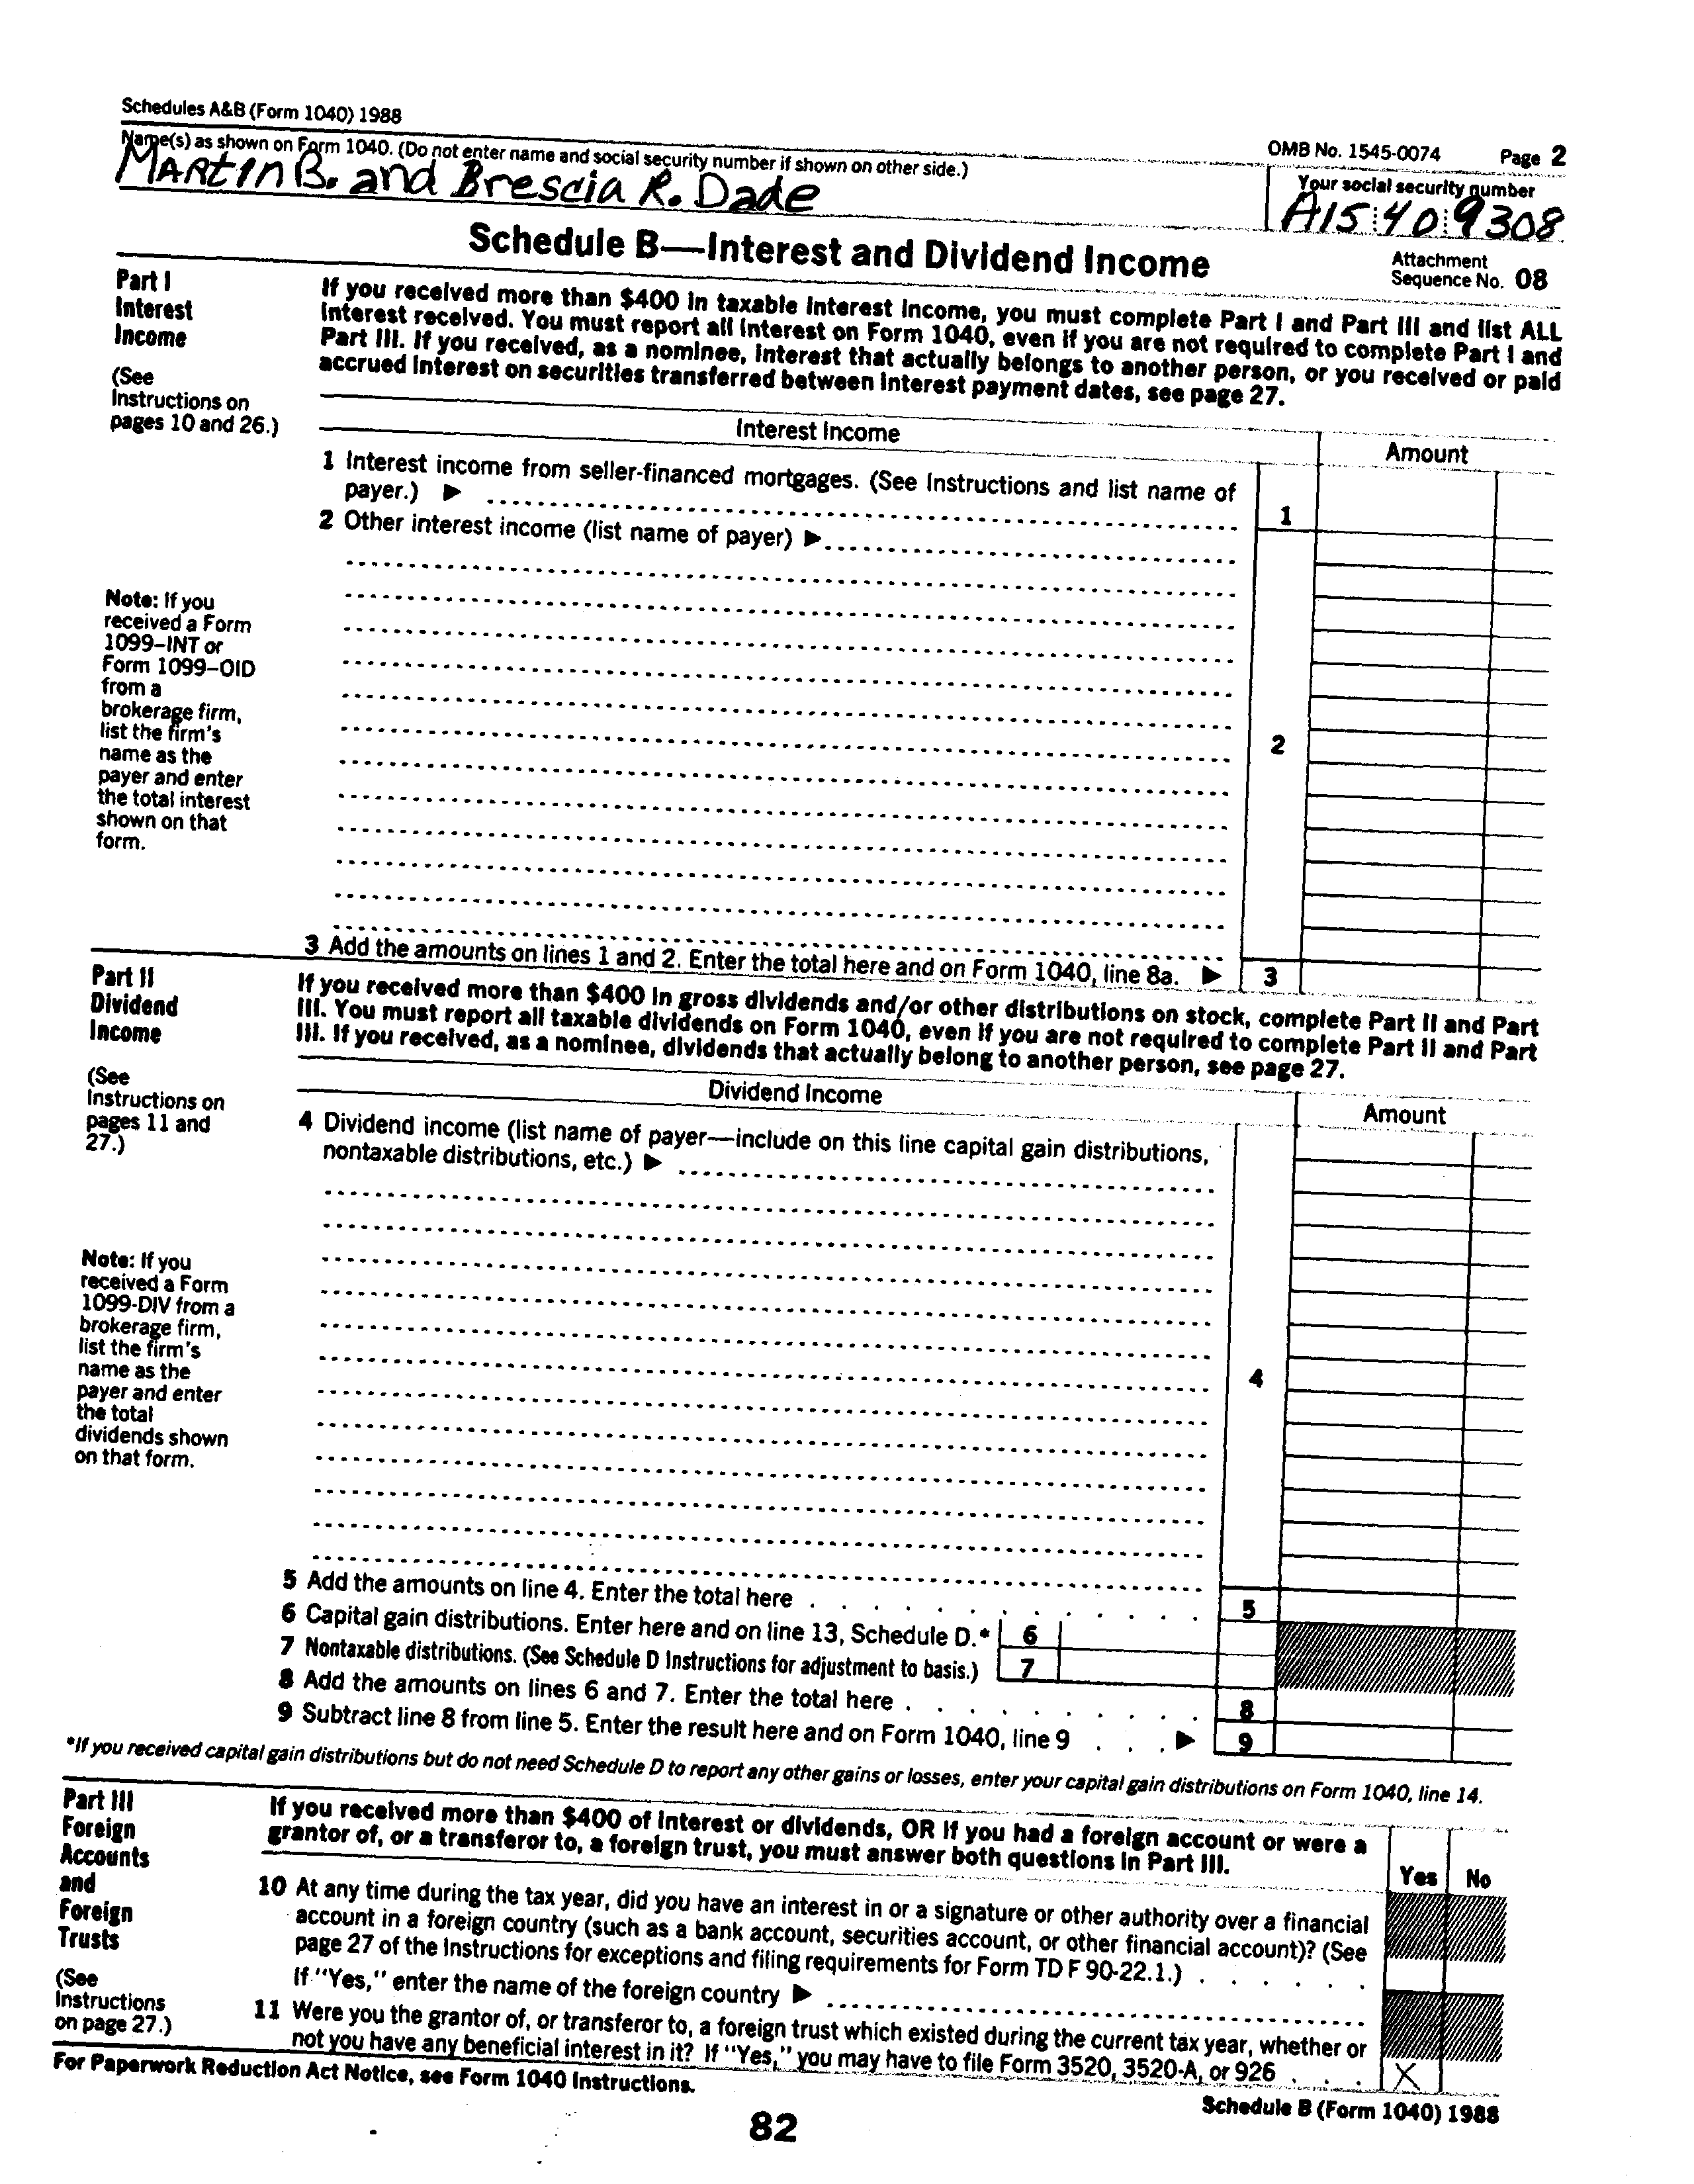 Schedules A&B (Form 1040) 1988
OMB No. 1545-0074 Page 2
Name(s) as shown on Form 1040. (Do not enter name and social security number if shown on other side.)
Your social security number
MARtIn B. and Brescia R. Dade
A15 40 9308
Schedule B—Interest and Dividend Income
Attachment
Sequence No. 08
Part I
Interest
Income
(See
Instructions on
pages 10 and 26.)
If you received more than $400 in taxable interest income, you must complete Part I and Part III and list ALL
interest received. You must report all interest on Form 1040, even if you are not required to complete Part I and
Part III. If you received, as a nominee, interest that actually belongs to another person, or you received or paid
accrued interest on securities transferred between interest payment dates, see page 27.
Interest Income
Amount
1 Interest income from seller-financed mortgages. (See Instructions and list name of
payer.) ▶
1
2 Other interest income (list name of payer) ▶
Note: If you
received a Form
1099–INT or
Form 1099–OID
from a
brokerage firm,
list the firm's
name as the
payer and enter
the total interest
shown on that
form.
2
3 Add the amounts on lines 1 and 2. Enter the total here and on Form 1040, line 8a. ▶ 3
Part II
Dividend
Income
(See
Instructions on
pages 11 and
27.)
If you received more than $400 in gross dividends and/or other distributions on stock, complete Part II and Part
III. You must report all taxable dividends on Form 1040, even if you are not required to complete Part II and Part
III. If you received, as a nominee, dividends that actually belong to another person, see page 27.
Dividend Income
Amount
4 Dividend income (list name of payer—include on this line capital gain distributions,
nontaxable distributions, etc.) ▶
Note: If you
received a Form
1099-DIV from a
brokerage firm,
list the firm's
name as the
payer and enter
the total
dividends shown
on that form.
4
5 Add the amounts on line 4. Enter the total here . . . . . . . . . . . . . 5
6 Capital gain distributions. Enter here and on line 13, Schedule D.* 6
7 Nontaxable distributions. (See Schedule D Instructions for adjustment to basis.) 7
8 Add the amounts on lines 6 and 7. Enter the total here . . . . . . . . . . 8
9 Subtract line 8 from line 5. Enter the result here and on Form 1040, line 9 . . . ▶ 9
*If you received capital gain distributions but do not need Schedule D to report any other gains or losses, enter your capital gain distributions on Form 1040, line 14.
Part III
Foreign
Accounts
and
Foreign
Trusts
(See
Instructions
on page 27.)
If you received more than $400 of interest or dividends, OR if you had a foreign account or were a
grantor of, or a transferor to, a foreign trust, you must answer both questions in Part III.
Yes No
10 At any time during the tax year, did you have an interest in or a signature or other authority over a financial
account in a foreign country (such as a bank account, securities account, or other financial account)? (See
page 27 of the Instructions for exceptions and filing requirements for Form TD F 90-22.1.) . . . . . .
If "Yes," enter the name of the foreign country ▶
11 Were you the grantor of, or transferor to, a foreign trust which existed during the current tax year, whether or
not you have any beneficial interest in it? If "Yes," you may have to file Form 3520, 3520-A, or 926 . . . X
For Paperwork Reduction Act Notice, see Form 1040 Instructions.
Schedule B (Form 1040) 1988
82